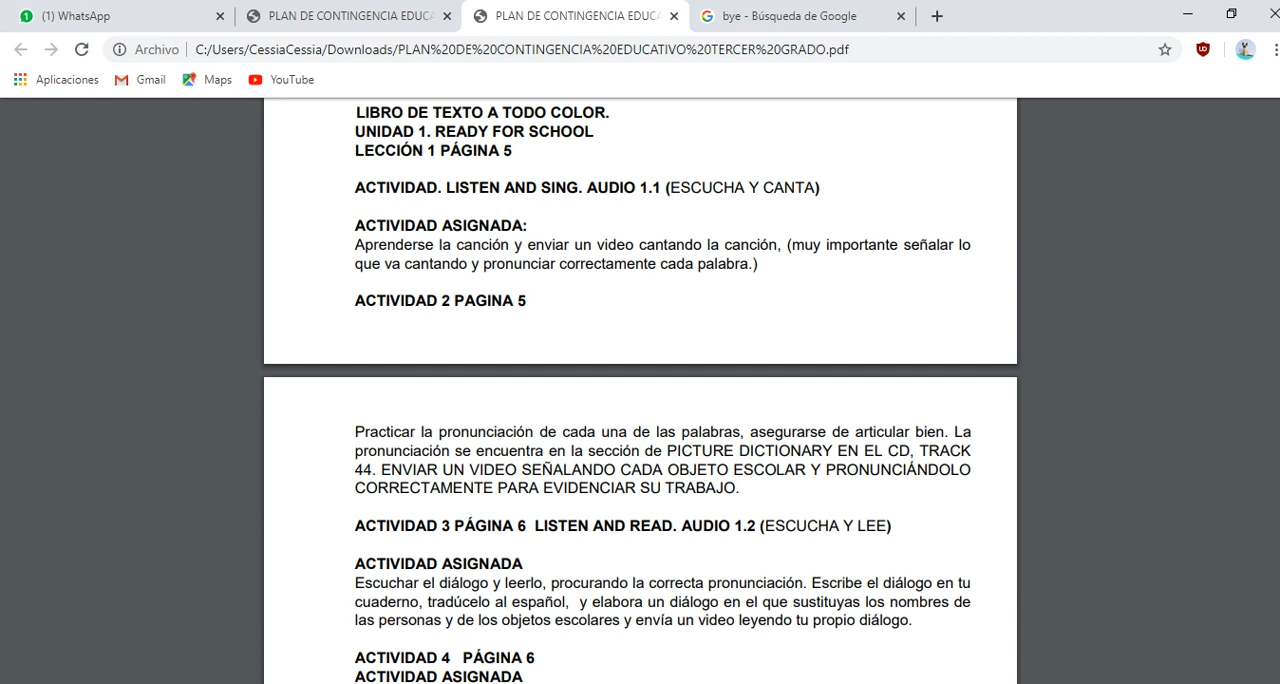 (1) WhatsApp
PLAN DE CONTINGENCIA EDUCA
PLAN DE CONTINGENCIA EDUCA
bye - Búsqueda de Google
Archivo
C:/Users/CessiaCessia/Downloads/PLAN%20DE%20CONTINGENCIA%20EDUCATIVO%20TERCER%20GRADO.pdf
Aplicaciones
Gmail
Maps
YouTube
LIBRO DE TEXTO A TODO COLOR.
UNIDAD 1. READY FOR SCHOOL
LECCIÓN 1 PÁGINA 5
ACTIVIDAD. LISTEN AND SING. AUDIO 1.1 (ESCUCHA Y CANTA)
ACTIVIDAD ASIGNADA:
Aprenderse la canción y enviar un video cantando la canción, (muy importante señalar lo
que va cantando y pronunciar correctamente cada palabra.)
ACTIVIDAD 2 PAGINA 5
Practicar la pronunciación de cada una de las palabras, asegurarse de articular bien. La
pronunciación se encuentra en la sección de PICTURE DICTIONARY EN EL CD, TRACK
44. ENVIAR UN VIDEO SEÑALANDO CADA OBJETO ESCOLAR Y PRONUNCIÁNDOLO
CORRECTAMENTE PARA EVIDENCIAR SU TRABAJO.
ACTIVIDAD 3 PÁGINA 6 LISTEN AND READ. AUDIO 1.2 (ESCUCHA Y LEE)
ACTIVIDAD ASIGNADA
Escuchar el diálogo y leerlo, procurando la correcta pronunciación. Escribe el diálogo en tu
cuaderno, tradúcelo al español, y elabora un diálogo en el que sustituyas los nombres de
las personas y de los objetos escolares y envía un video leyendo tu propio diálogo.
ACTIVIDAD 4 PÁGINA 6
ACTIVIDAD ASIGNADA